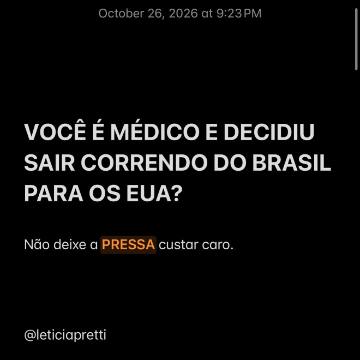 October 26, 2026 at 9:23 PM
VOCÊ É MÉDICO E DECIDIU
SAIR CORRENDO DO BRASIL
PARA OS EUA?
Não deixe a PRESSA custar caro.
@leticiapretti